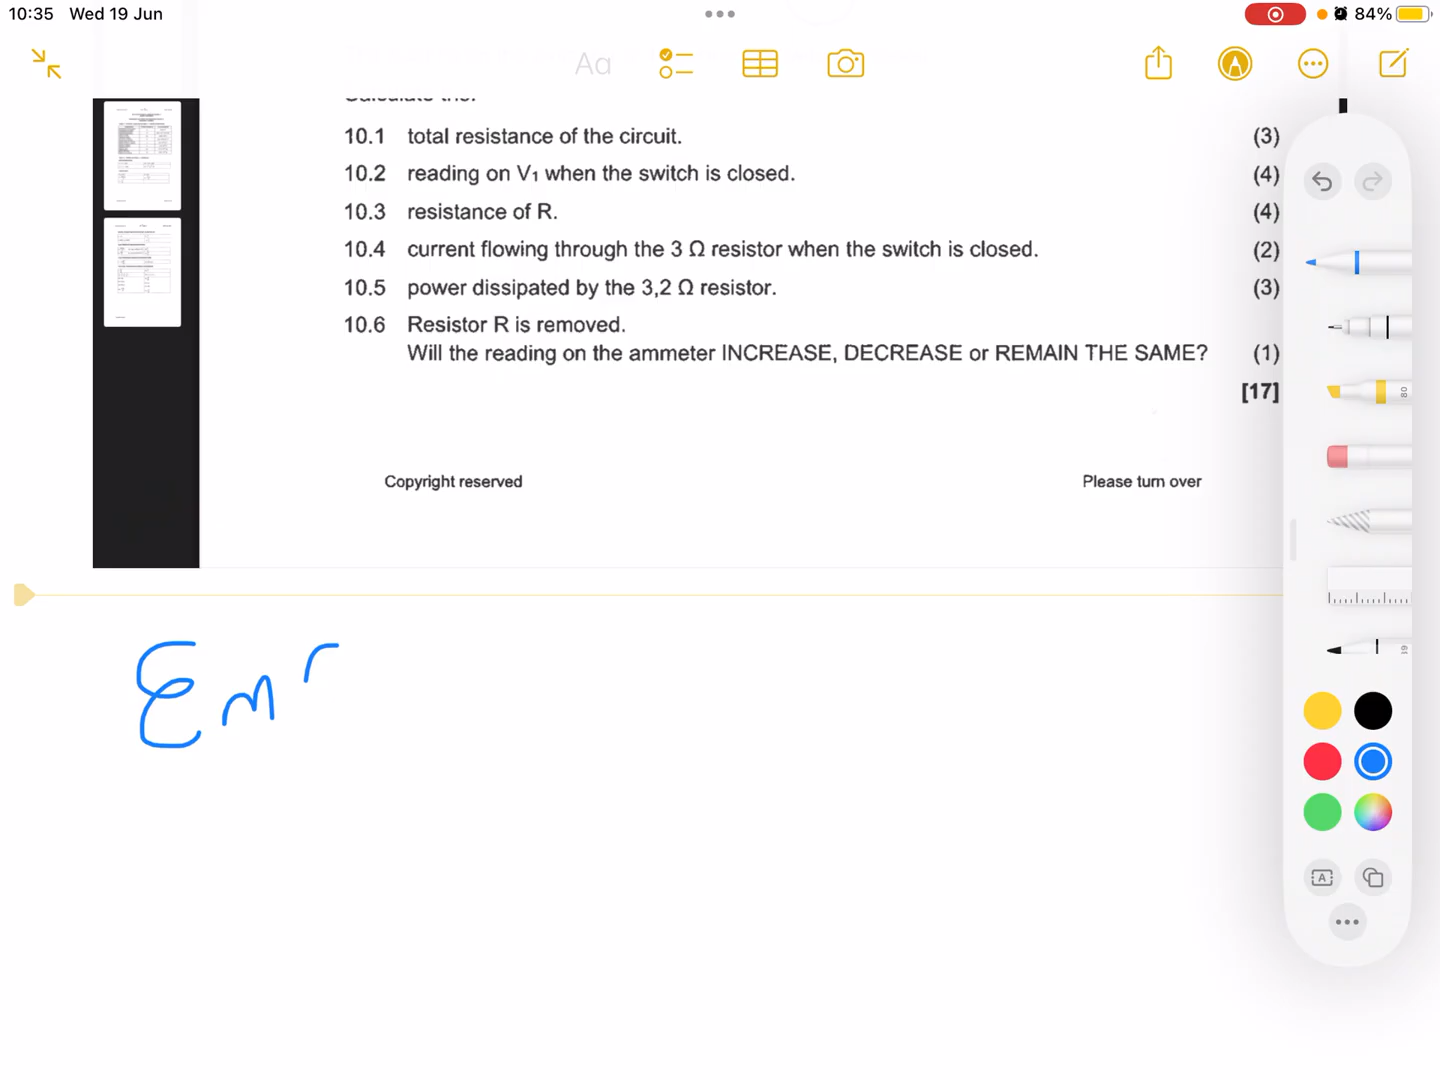 10:35 Wed 19 Jun
84%
Aa
Calculate the:
10.1 total resistance of the circuit. (3)
10.2 reading on V₁ when the switch is closed. (4)
10.3 resistance of R. (4)
10.4 current flowing through the 3 Ω resistor when the switch is closed. (2)
10.5 power dissipated by the 3,2 Ω resistor. (3)
10.6 Resistor R is removed.
Will the reading on the ammeter INCREASE, DECREASE or REMAIN THE SAME? (1)
[17]
Copyright reserved Please turn over
80
Em
A